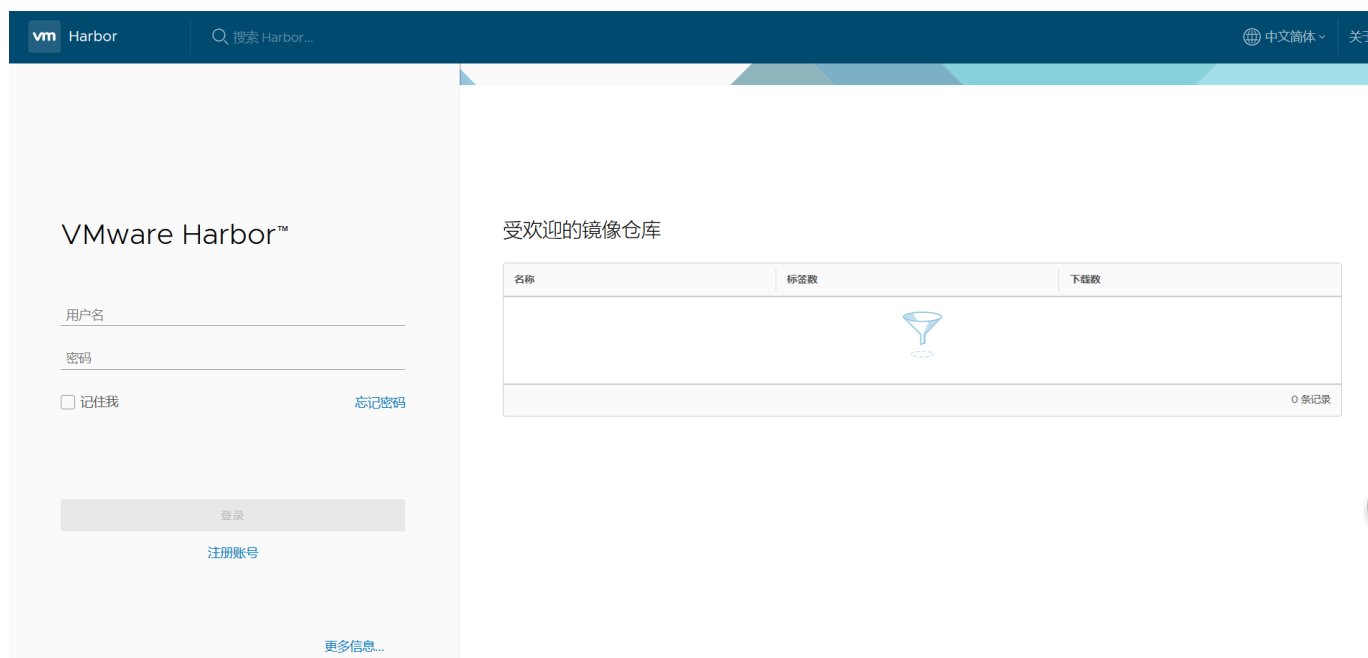 vm Harbor 搜索 Harbor... 中文简体
VMware Harbor™
用户名
密码
记住我 忘记密码
登录
注册账号
更多信息...
受欢迎的镜像仓库
名称 标签数 下载数
0 条记录